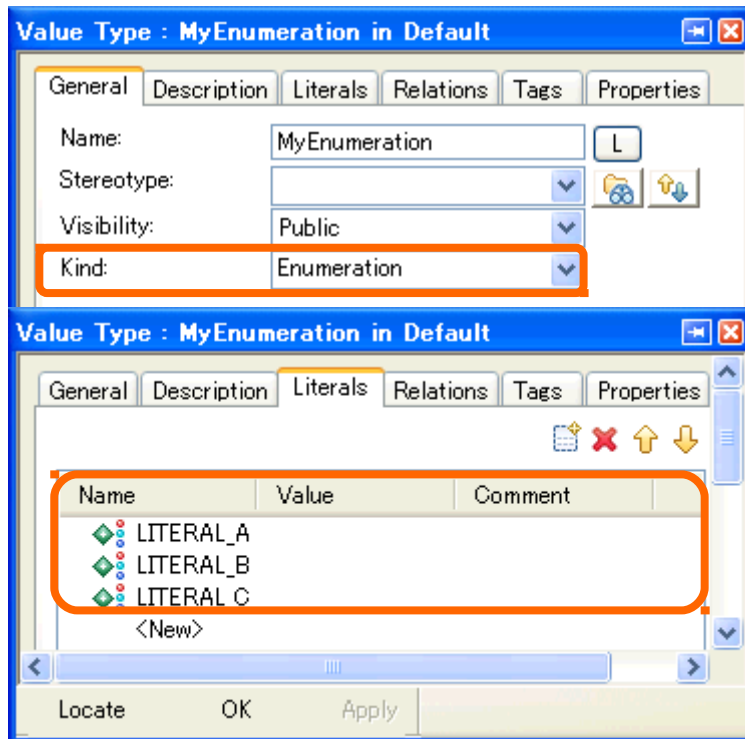 Value Type : MyEnumeration in Default
General Description Literals Relations Tags Properties
Name: MyEnumeration L
Stereotype:
Visibility: Public
Kind: Enumeration
Value Type : MyEnumeration in Default
General Description Literals Relations Tags Properties
Name Value Comment
LITERAL_A
LITERAL_B
LITERAL C
<New>
Locate OK Apply